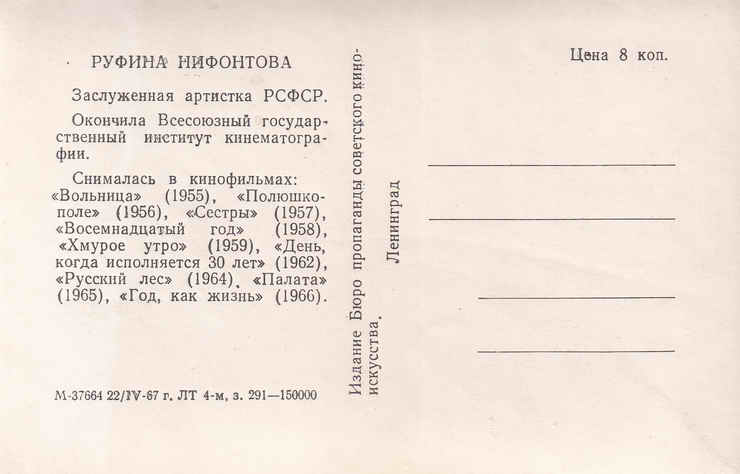 РУФИНА НИФОНТОВА
Заслуженная артистка РСФСР.
Окончила Всесоюзный государ-
ственный институт кинематогра-
фии.
Снималась в кинофильмах:
«Вольница» (1955), «Полюшко-
поле» (1956), «Сестры» (1957),
«Восемнадцатый год» (1958),
«Хмурое утро» (1959), «День,
когда исполняется 30 лет» (1962),
«Русский лес» (1964), «Палата»
(1965), «Год, как жизнь» (1966).
М-37664 22/IV-67 г. ЛТ 4-м, з. 291—150000
Издание Бюро пропаганды советского кино-
искусства.
Ленинград
Цена 8 коп.